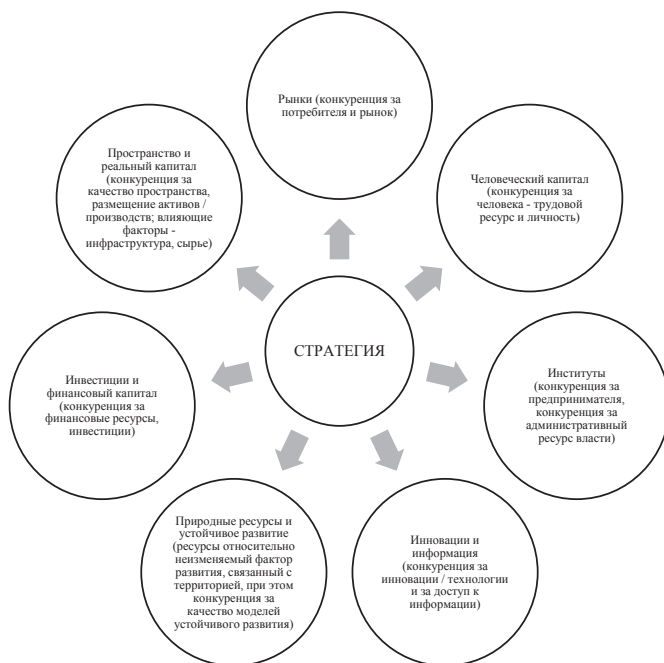 Рынки (конкуренция за
потребителя и рынок)
Пространство и
реальный капитал
(конкуренция за
качество пространства,
размещение активов /
производств; влияющие
факторы -
инфраструктура, сырье)
Человеческий капитал
(конкуренция за
человека - трудовой
ресурс и личность)
СТРАТЕГИЯ
Инвестиции и
финансовый капитал
(конкуренция за
финансовые ресурсы,
инвестиции)
Институты
(конкуренция за
предпринимателя,
конкуренция за
административный
ресурс власти)
Природные ресурсы и
устойчивое развитие
(ресурсы относительно
неизменяемый фактор
развития, связанный с
территорией, при этом
конкуренция за
качество моделей
устойчивого развития)
Инновации и
информация
(конкуренция за
инновации / технологии
и за доступ к
информации)